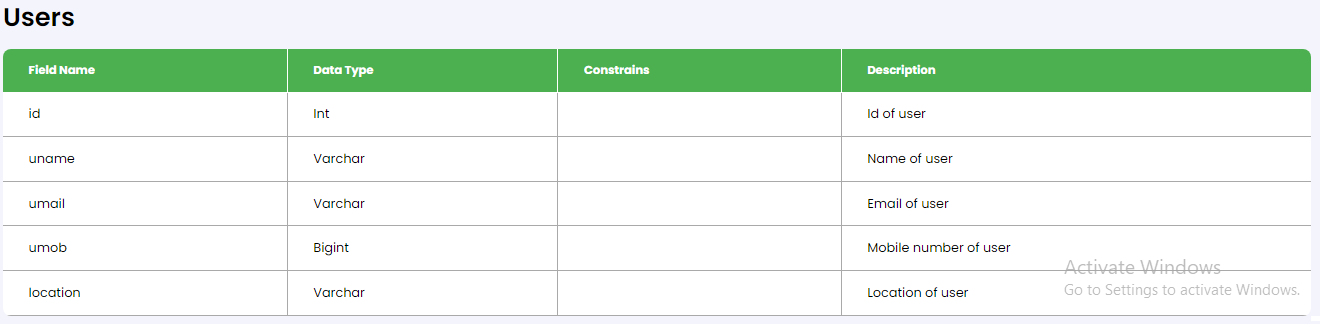 Users
Field Name Data Type Constrains Description
id Int Id of user
uname Varchar Name of user
umail Varchar Email of user
umob Bigint Mobile number of user
location Varchar Location of user
Activate Windows
Go to Settings to activate Windows.